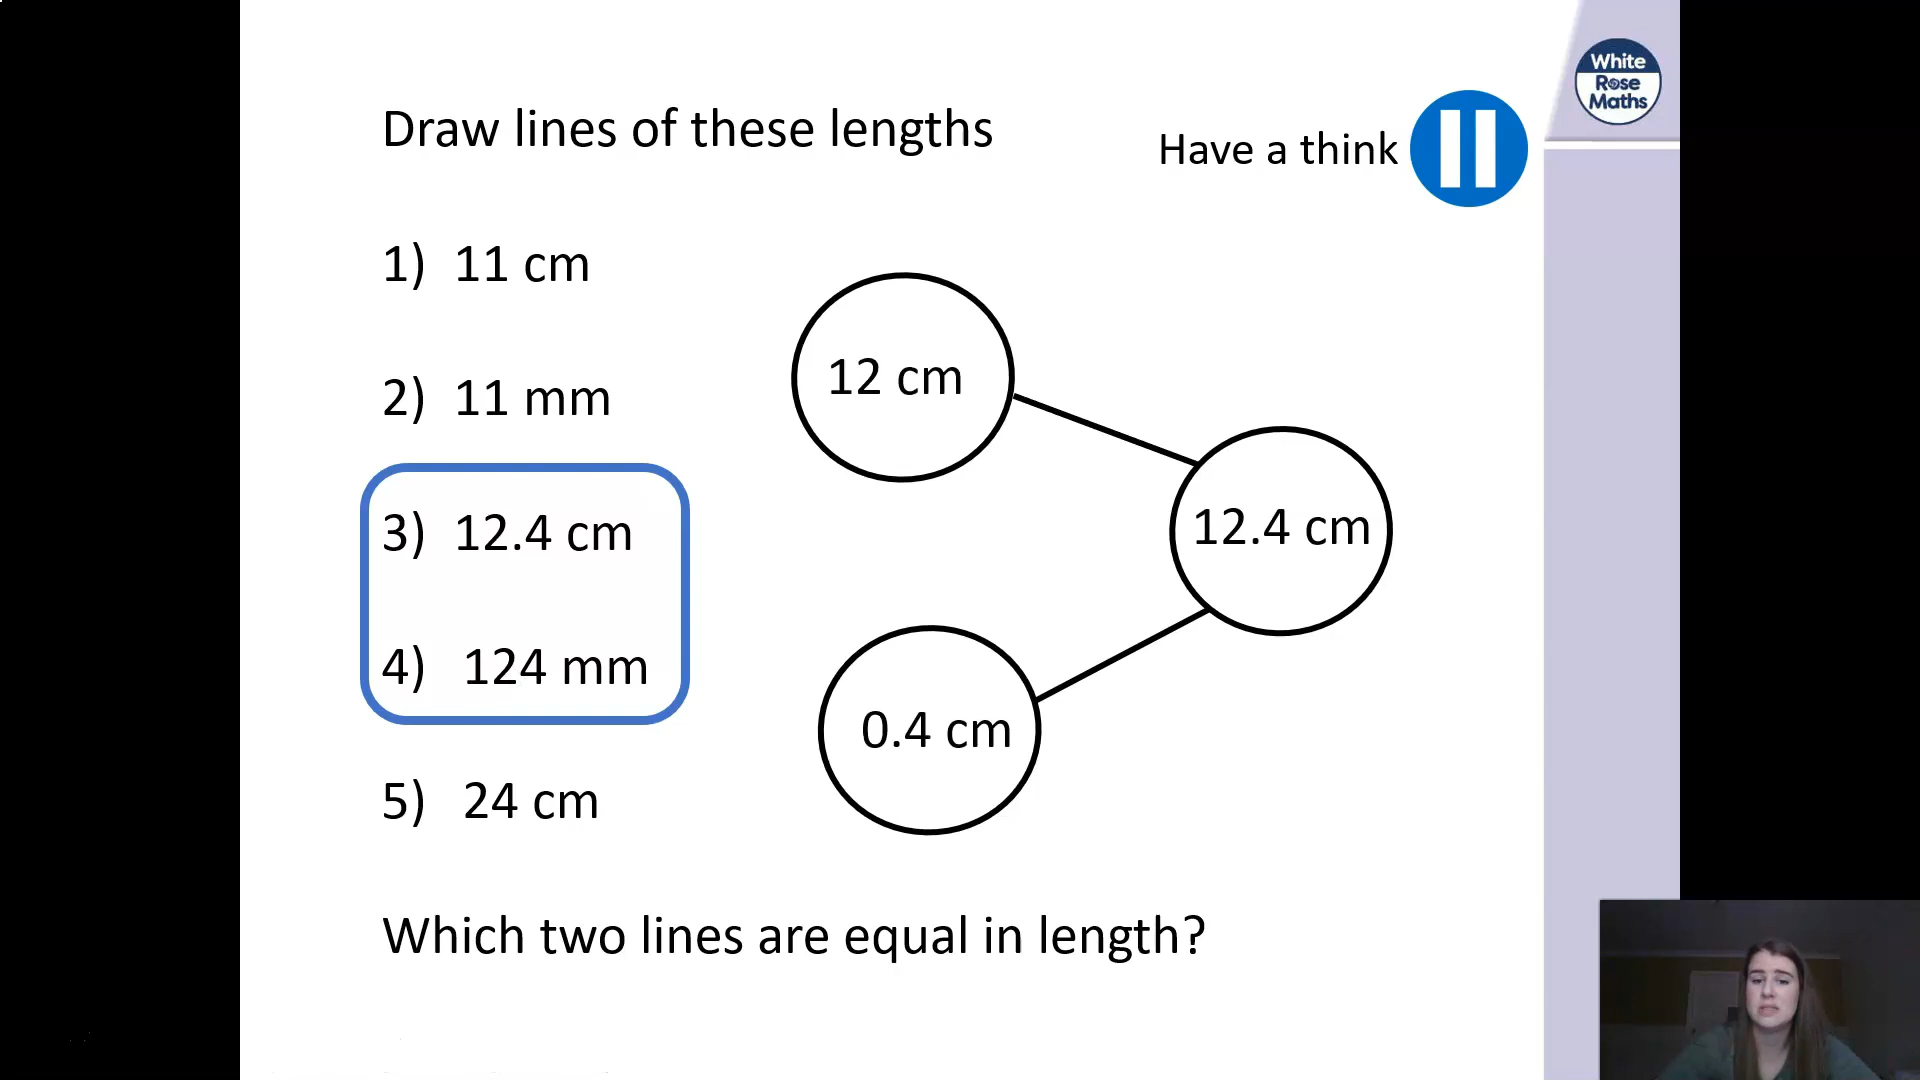 Draw lines of these lengths
Have a think
White
Rose
Maths
1) 11 cm
2) 11 mm
3) 12.4 cm
4) 124 mm
5) 24 cm
12 cm
12.4 cm
0.4 cm
Which two lines are equal in length?